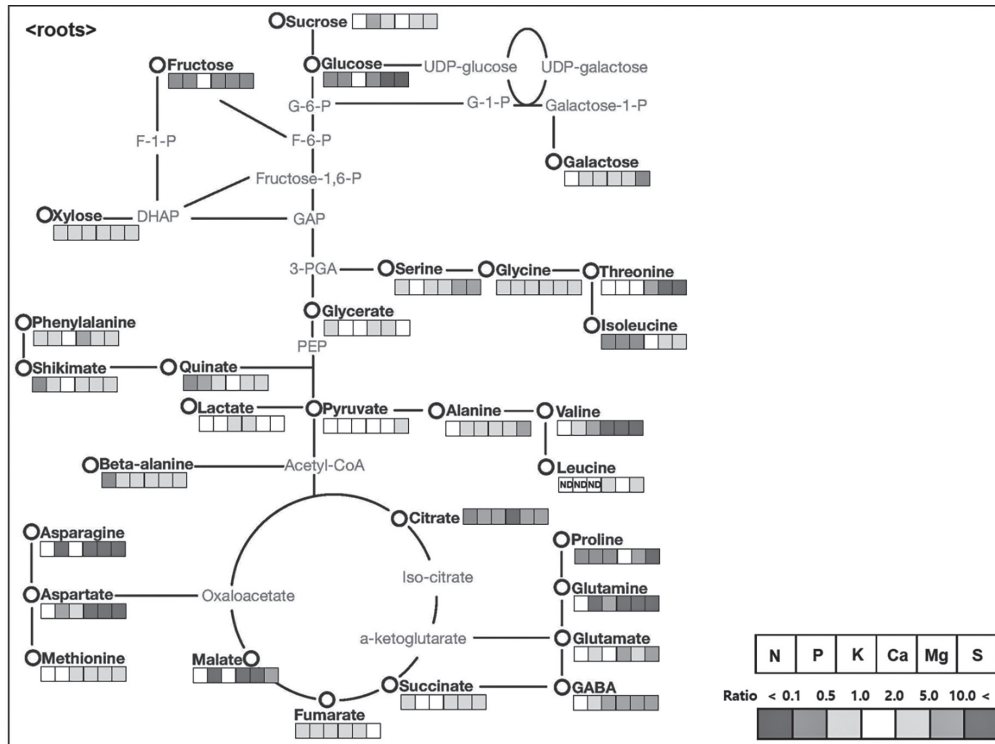 <roots>
Sucrose
Fructose
Glucose
UDP-glucose
UDP-galactose
G-6-P
G-1-P
Galactose-1-P
F-1-P
F-6-P
Galactose
Fructose-1,6-P
Xylose
DHAP
GAP
3-PGA
Serine
Glycine
Threonine
Glycerate
Phenylalanine
Isoleucine
PEP
Shikimate
Quinate
Lactate
Pyruvate
Alanine
Valine
Beta-alanine
Acetyl-CoA
Leucine
ND ND ND
Citrate
Asparagine
Proline
Iso-citrate
Aspartate
Oxaloacetate
Glutamine
a-ketoglutarate
Glutamate
Methionine
Malate
Succinate
GABA
Fumarate
N P K Ca Mg S
Ratio < 0.1 0.5 1.0 2.0 5.0 10.0 <